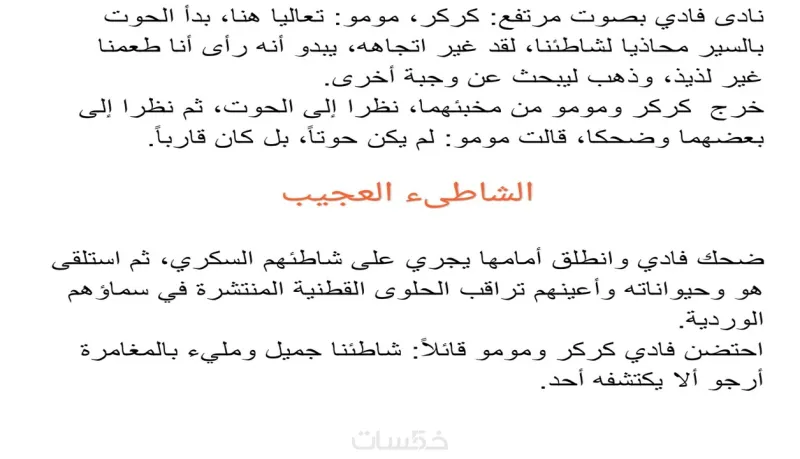 نادى فادي بصوت مرتفع: كركر، مومو: تعاليا هنا، بدأ الحوت
بالسير محاذيا لشاطئنا، لقد غير اتجاهه، يبدو أنه رأى أنا طعمنا
غير لذيذ، وذهب ليبحث عن وجبة أخرى.
خرج كركر ومومو من مخبئهما، نظرا إلى الحوت، ثم نظرا إلى
بعضهما وضحكا، قالت مومو: لم يكن حوتاً، بل كان قارباً.
الشاطىء العجيب
ضحك فادي وانطلق أمامها يجري على شاطئهم السكري، ثم استلقى
هو وحيواناته وأعينهم تراقب الحلوى القطنية المنتشرة في سماؤهم
الوردية.
احتضن فادي كركر ومومو قائلاً: شاطئنا جميل ومليء بالمغامرة
أرجو ألا يكتشفه أحد.
خمسات